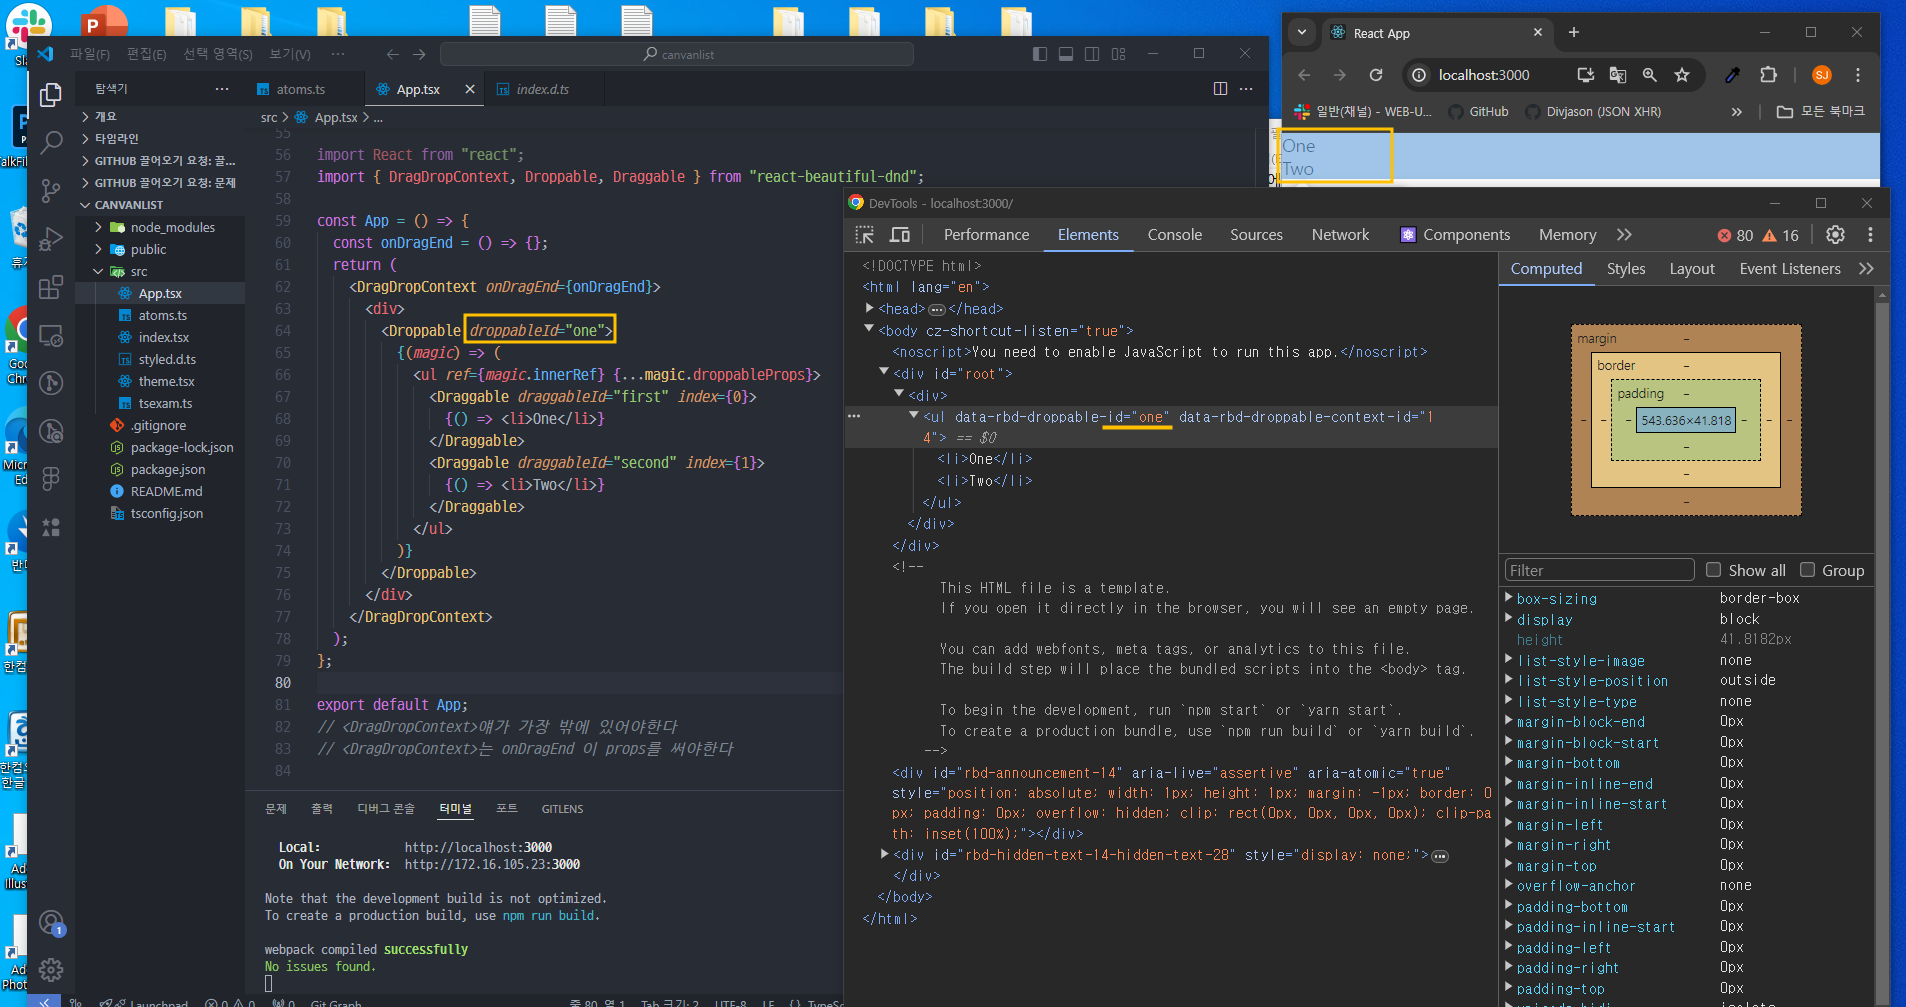 파일(F) 편집(E) 선택 영역(S) 보기(V) ··· canvanlist
탐색기 ···
개요
타임라인
GITHUB 끌어오기 요청: 끌...
GITHUB 끌어오기 요청: 문제
CANVANLIST
node_modules
public
src
App.tsx
atoms.ts
index.tsx
styled.d.ts
theme.tsx
tsexam.ts
.gitignore
package-lock.json
package.json
README.md
tsconfig.json
atoms.ts App.tsx index.d.ts
src > App.tsx > ...
55
56 import React from "react";
57 import { DragDropContext, Droppable, Draggable } from "react-beautiful-dnd";
58
59 const App = () => {
60 const onDragEnd = () => {};
61 return (
62 <DragDropContext onDragEnd={onDragEnd}>
63 <div>
64 <Droppable droppableId="one">
65 {(magic) => (
66 <ul ref={magic.innerRef} {...magic.droppableProps}>
67 <Draggable draggableId="first" index={0}>
68 {() => <li>One</li>}
69 </Draggable>
70 <Draggable draggableId="second" index={1}>
71 {() => <li>Two</li>}
72 </Draggable>
73 </ul>
74 )}
75 </Droppable>
76 </div>
77 </DragDropContext>
78 );
79 };
80
81 export default App;
82 // <DragDropContext>얘가 가장 밖에 있어야한다
83 // <DragDropContext>는 onDragEnd 이 props를 써야한다
84
문제 출력 디버그 콘솔 터미널 포트 GITLENS
Local: http://localhost:3000
On Your Network: http://172.16.105.23:3000
Note that the development build is not optimized.
To create a production build, use npm run build.
webpack compiled successfully
No issues found.
Launchpad 0 0 0 Git Graph 줄 80, 열 1 Tab 크기: 2 UTF-8 LF {} TypeSc
React App
localhost:3000 SJ
일반(채널) - WEB-U... GitHub Divjason (JSON XHR) » 모든 북마크
One
Two
DevTools - localhost:3000/
Performance Elements Console Sources Network Components Memory » 80 16
<!DOCTYPE html>
<html lang="en">
<head>···</head>
<body cz-shortcut-listen="true">
<noscript>You need to enable JavaScript to run this app.</noscript>
<div id="root">
<div>
··· <ul data-rbd-droppable-id="one" data-rbd-droppable-context-id="1
4"> == $0
<li>One</li>
<li>Two</li>
</ul>
</div>
</div>
<!--
This HTML file is a template.
If you open it directly in the browser, you will see an empty page.
You can add webfonts, meta tags, or analytics to this file.
The build step will place the bundled scripts into the <body> tag.
To begin the development, run `npm start` or `yarn start`.
To create a production bundle, use `npm run build` or `yarn build`.
-->
<div id="rbd-announcement-14" aria-live="assertive" aria-atomic="true"
style="position: absolute; width: 1px; height: 1px; margin: -1px; border: 0
px; padding: 0px; overflow: hidden; clip: rect(0px, 0px, 0px, 0px); clip-pa
th: inset(100%);"></div>
<div id="rbd-hidden-text-14-hidden-text-28" style="display: none;">···
</div>
</body>
</html>
Computed Styles Layout Event Listeners »
margin -
border -
padding -
- - - 543.636×41.818 - - -
-
-
-
Filter Show all Group
box-sizing border-box
display block
height 41.8182px
list-style-image none
list-style-position outside
list-style-type none
margin-block-end 0px
margin-block-start 0px
margin-bottom 0px
margin-inline-end 0px
margin-inline-start 0px
margin-left 0px
margin-right 0px
margin-top 0px
overflow-anchor none
padding-bottom 0px
padding-inline-start 0px
padding-left 0px
padding-right 0px
padding-top 0px